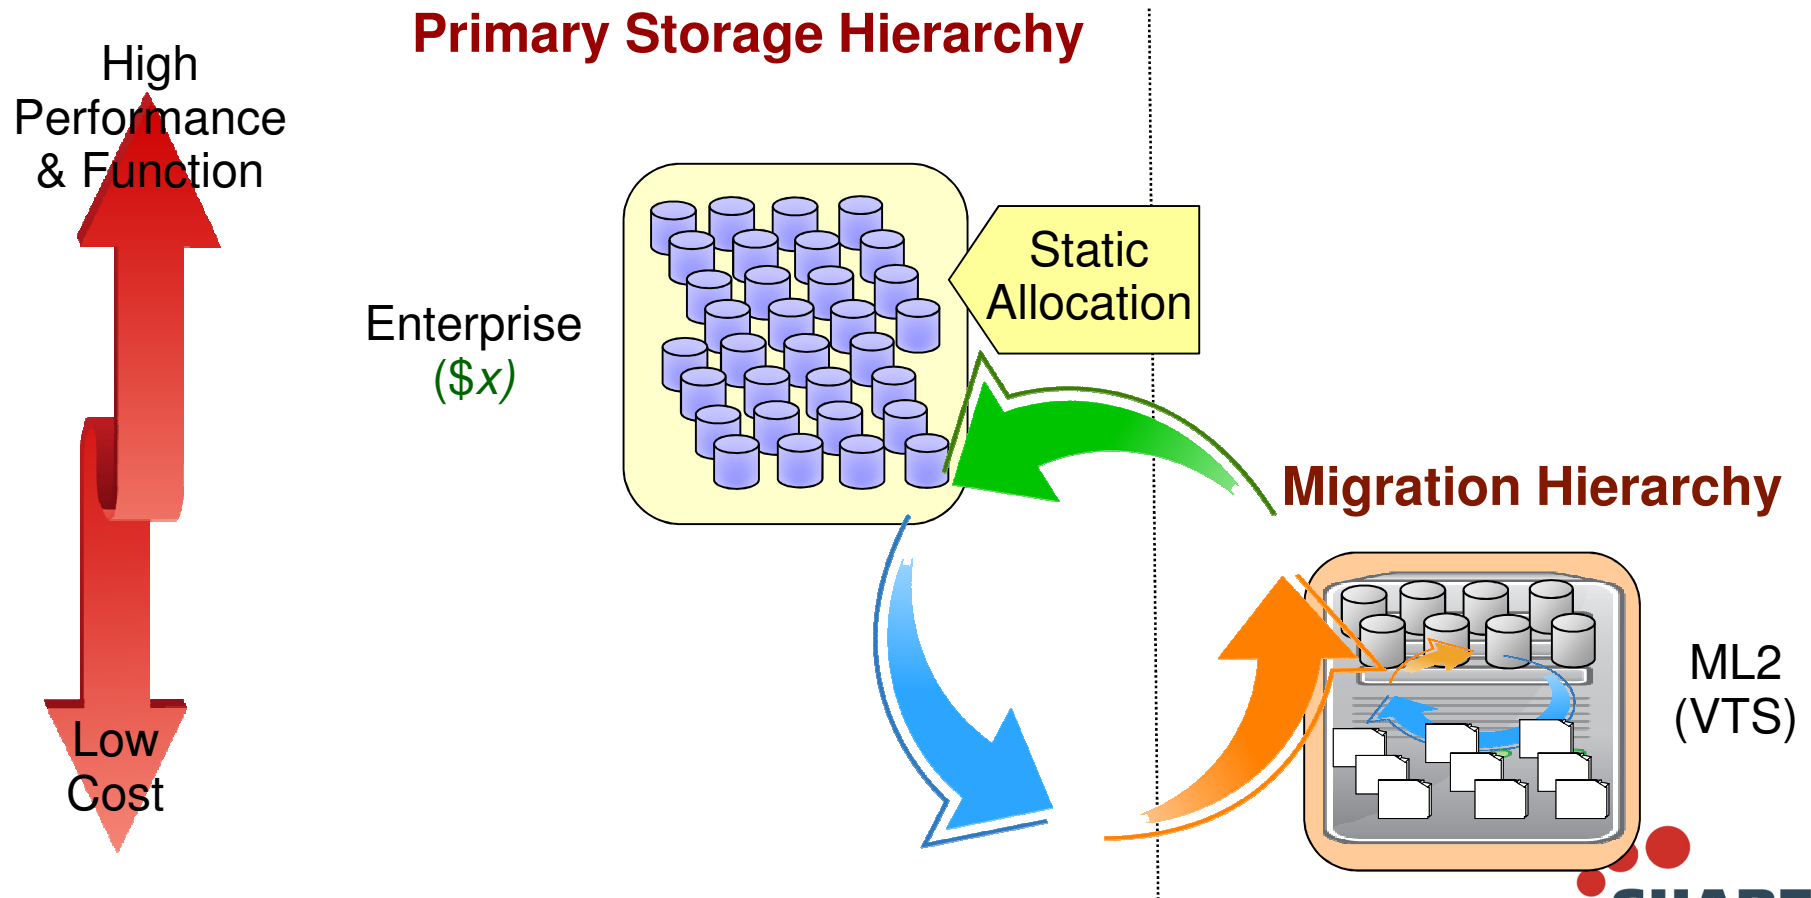 Primary Storage Hierarchy
High
Performance
& Function
Static
Allocation
Enterprise
($x)
Migration Hierarchy
ML2
(VTS)
Low
Cost